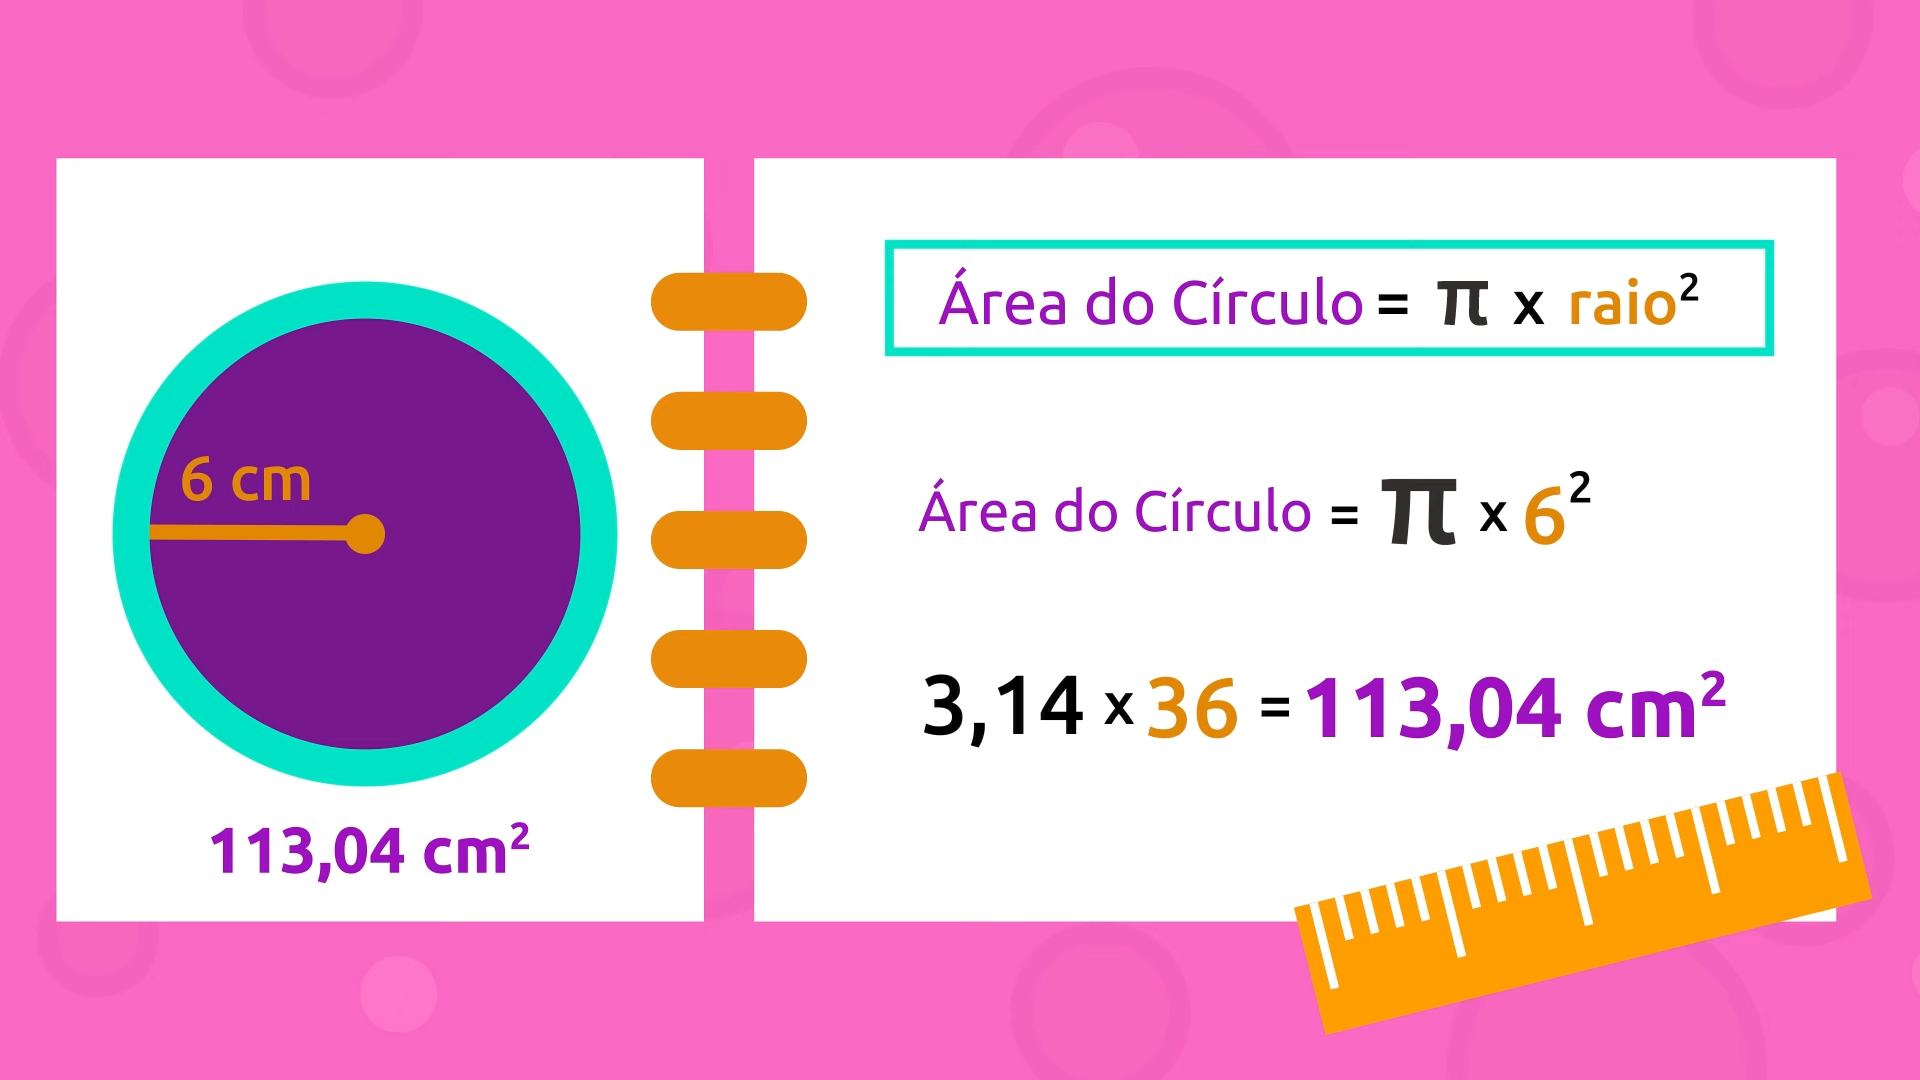 6 cm
113,04 cm²
Área do Círculo = π x raio²
Área do Círculo = π x 6²
3,14 x 36 = 113,04 cm²